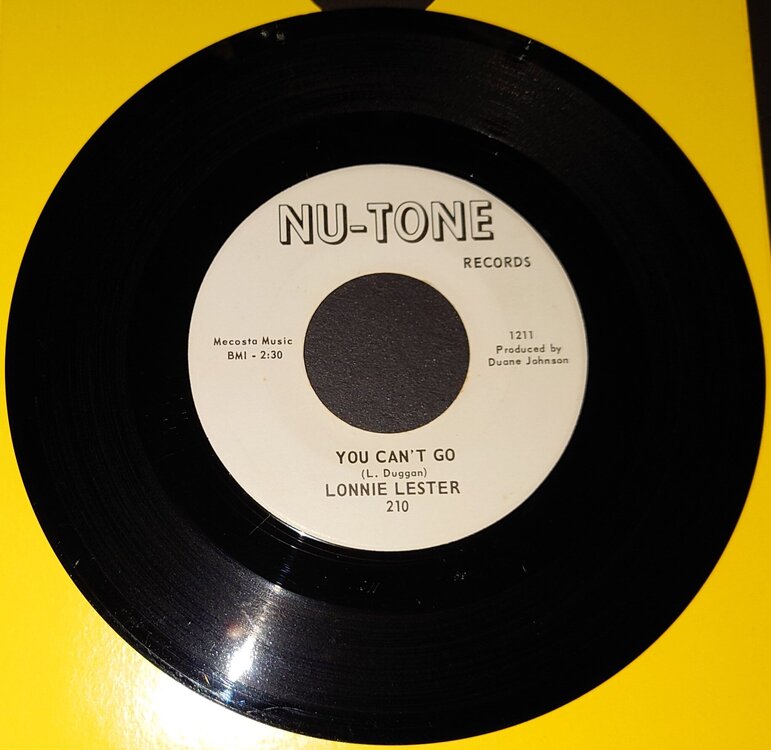 NU-TONE
RECORDS
Mecosta Music
BMI - 2:30
1211
Produced by
Duane Johnson
YOU CAN'T GO
(L. Duggan)
LONNIE LESTER
210